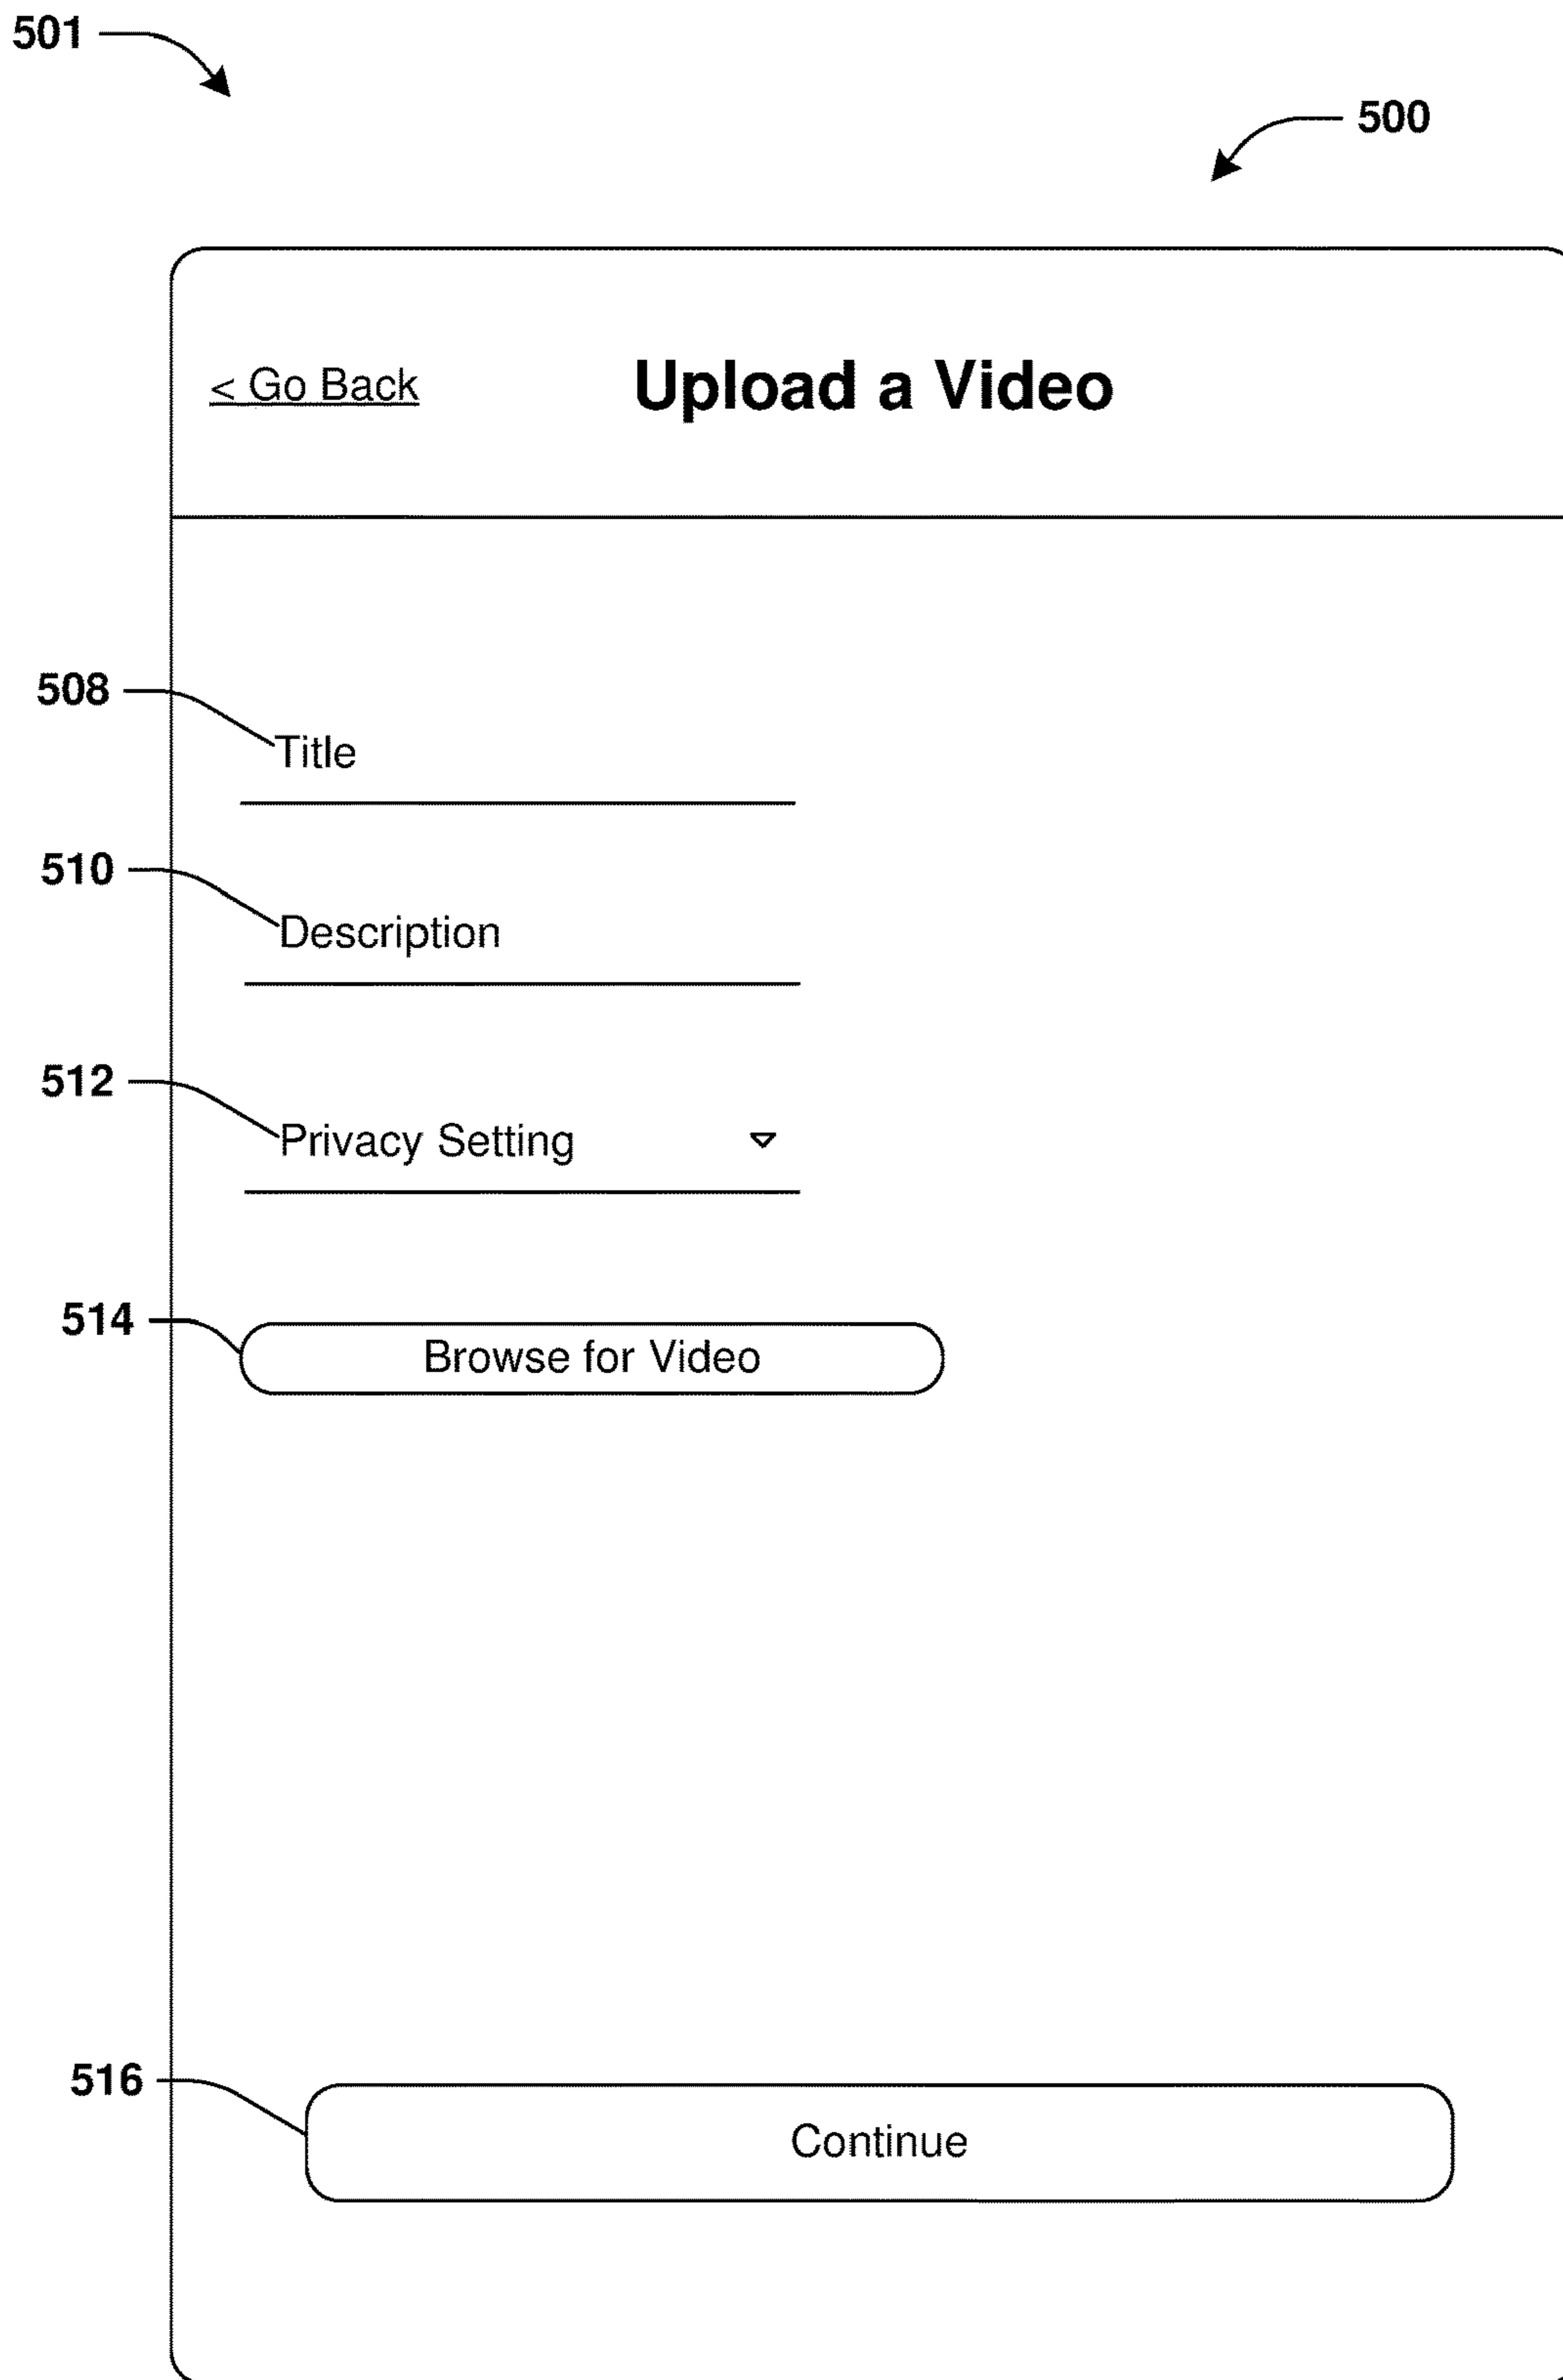 501
500
< Go Back
Upload a Video
508
Title
510
Description
512
Privacy Setting
514
Browse for Video
516
Continue